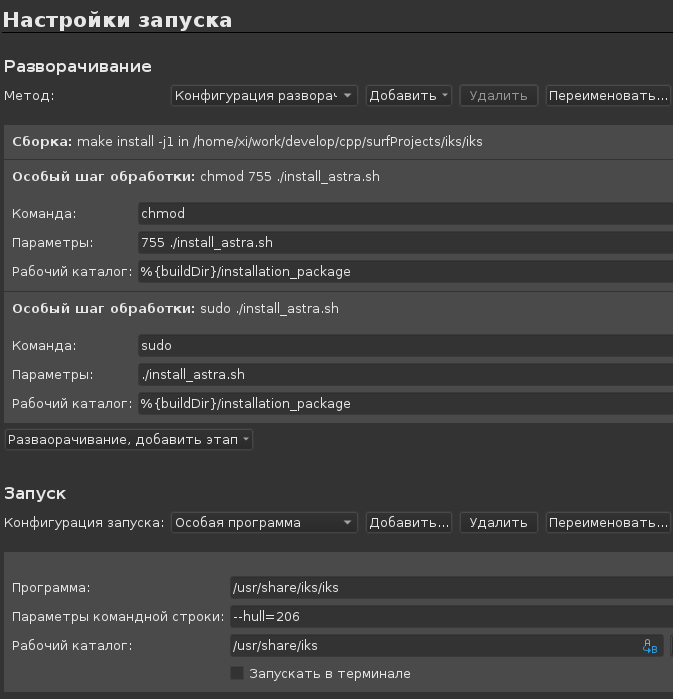 Настройки запуска
Разворачивание
Метод: Конфигурация разворач Добавить Удалить Переименовать...
Сборка: make install -j1 in /home/xi/work/develop/cpp/surfProjects/iks/iks
Особый шаг обработки: chmod 755 ./install_astra.sh
Команда: chmod
Параметры: 755 ./install_astra.sh
Рабочий каталог: %{buildDir}/installation_package
Особый шаг обработки: sudo ./install_astra.sh
Команда: sudo
Параметры: ./install_astra.sh
Рабочий каталог: %{buildDir}/installation_package
Разваорачивание, добавить этап
Запуск
Конфигурация запуска: Особая программа Добавить... Удалить Переименовать...
Программа: /usr/share/iks/iks
Параметры командной строки: --hull=206
Рабочий каталог: /usr/share/iks
Запускать в терминале